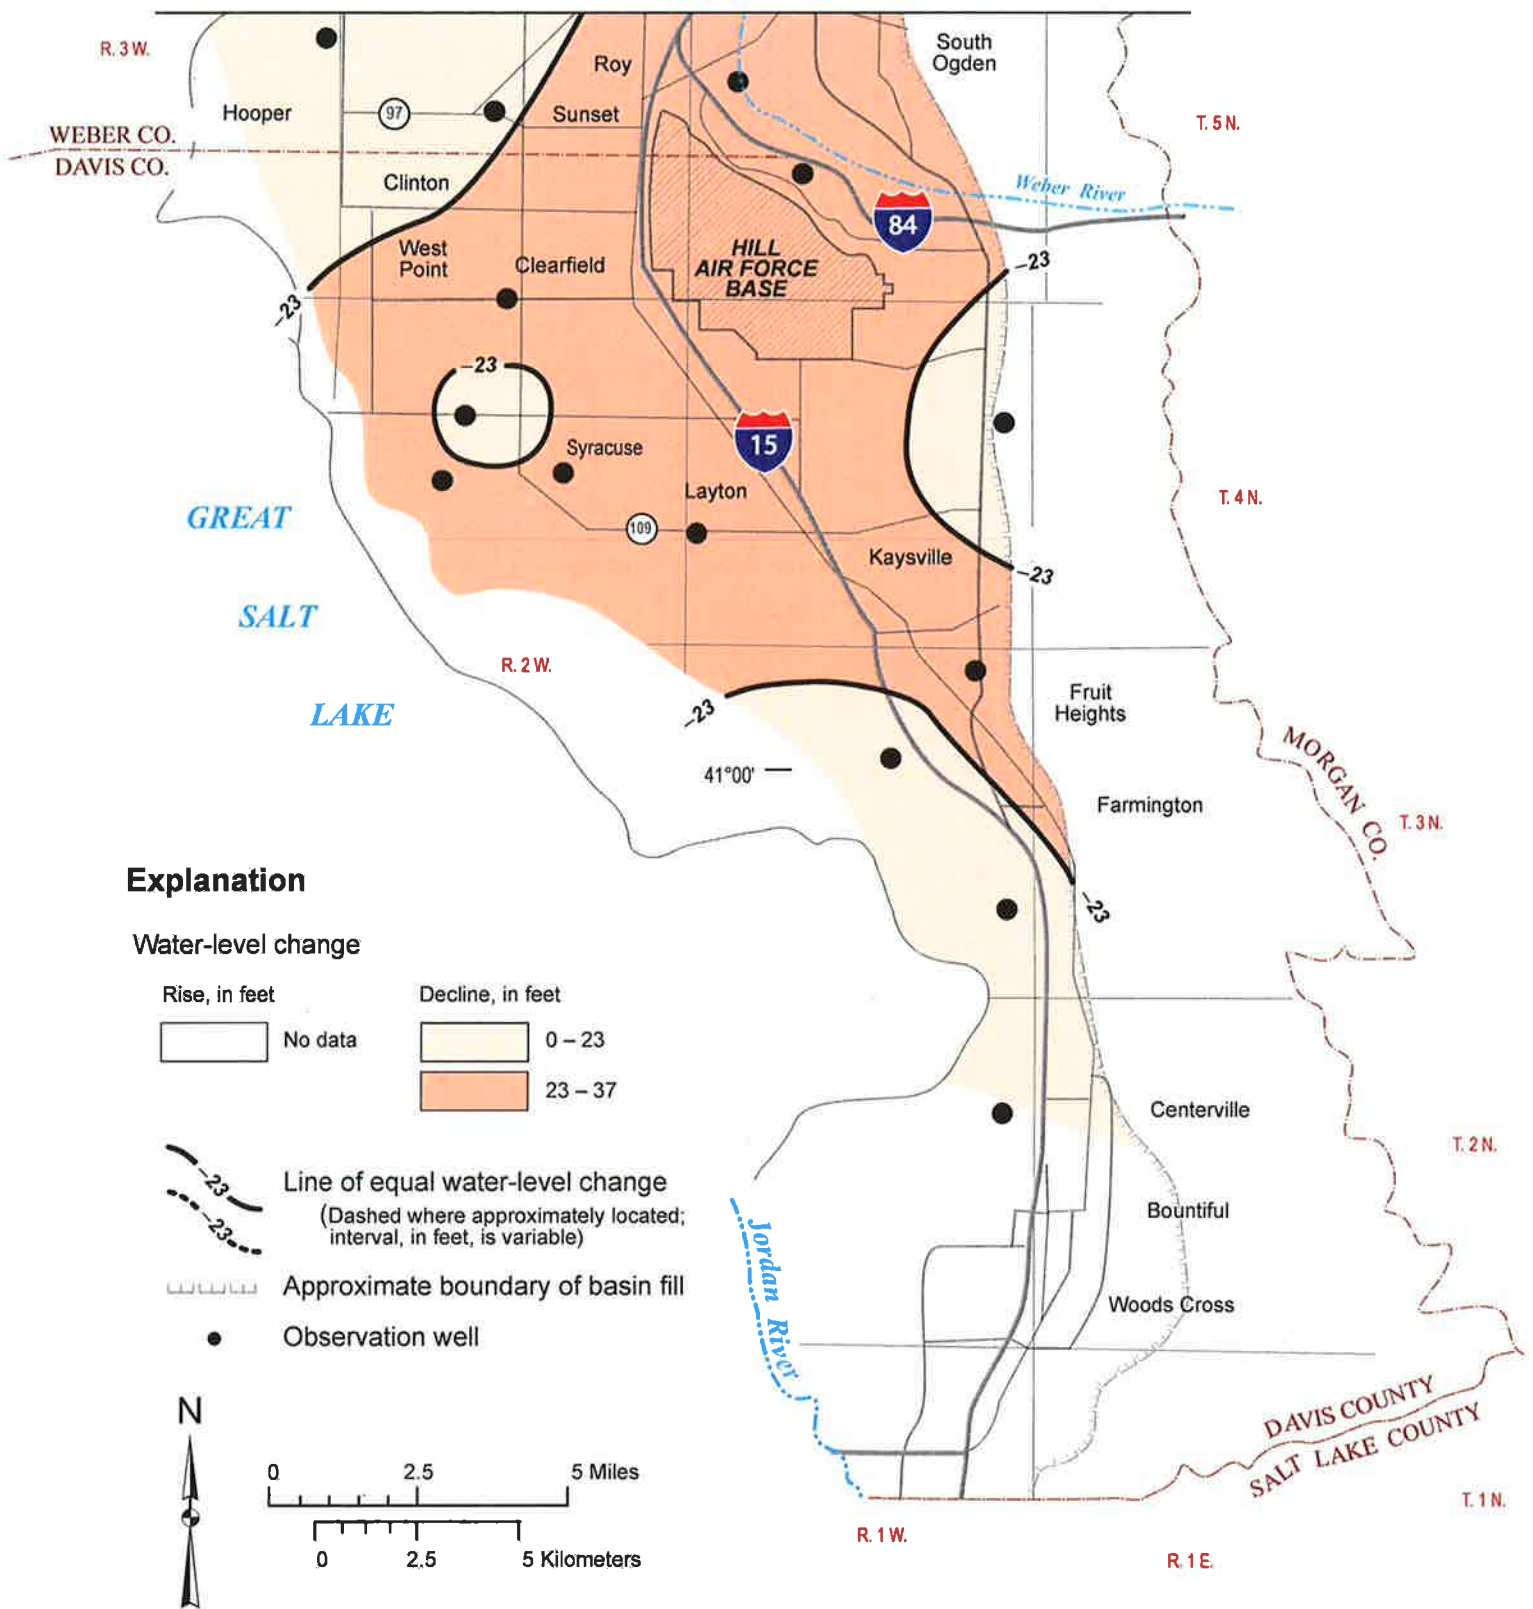 R. 3 W.
Roy
South
Ogden
Hooper
97
Sunset
T. 5 N.
WEBER CO.
DAVIS CO.
Clinton
Weber River
84
West
Point
Clearfield
HILL
AIR FORCE
BASE
–23
–23
–23
15
Syracuse
Layton
T. 4 N.
GREAT
109
Kaysville
–23
SALT
R. 2 W.
LAKE
–23
Fruit
Heights
MORGAN CO.
41°00'
Farmington
T. 3 N.
–23
Explanation
Water-level change
Rise, in feet
Decline, in feet
No data
0 – 23
23 – 37
Centerville
T. 2 N.
–23
Line of equal water-level change
–23
(Dashed where approximately located;
interval, in feet, is variable)
Bountiful
Jordan River
Approximate boundary of basin fill
Woods Cross
Observation well
DAVIS COUNTY
SALT LAKE COUNTY
N
0 2.5 5 Miles
0 2.5 5 Kilometers
T. 1 N.
R. 1 W.
R. 1 E.